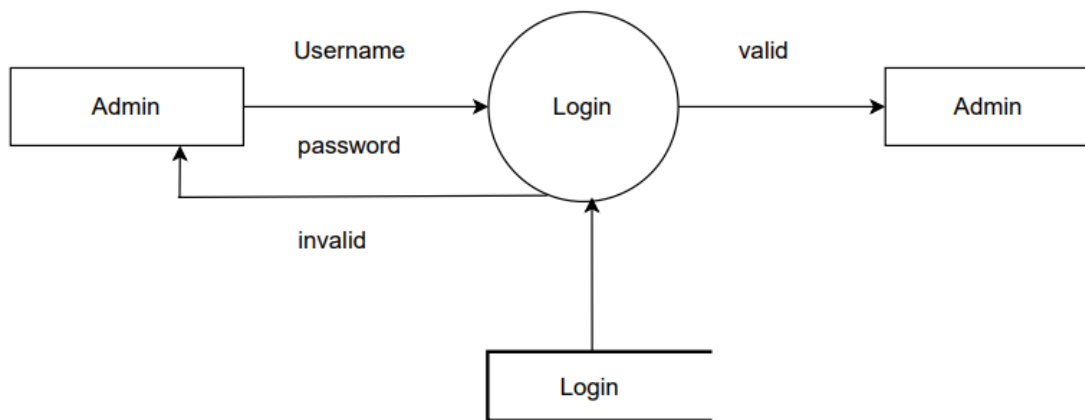 Username
valid
Admin
Login
Admin
password
invalid
Login